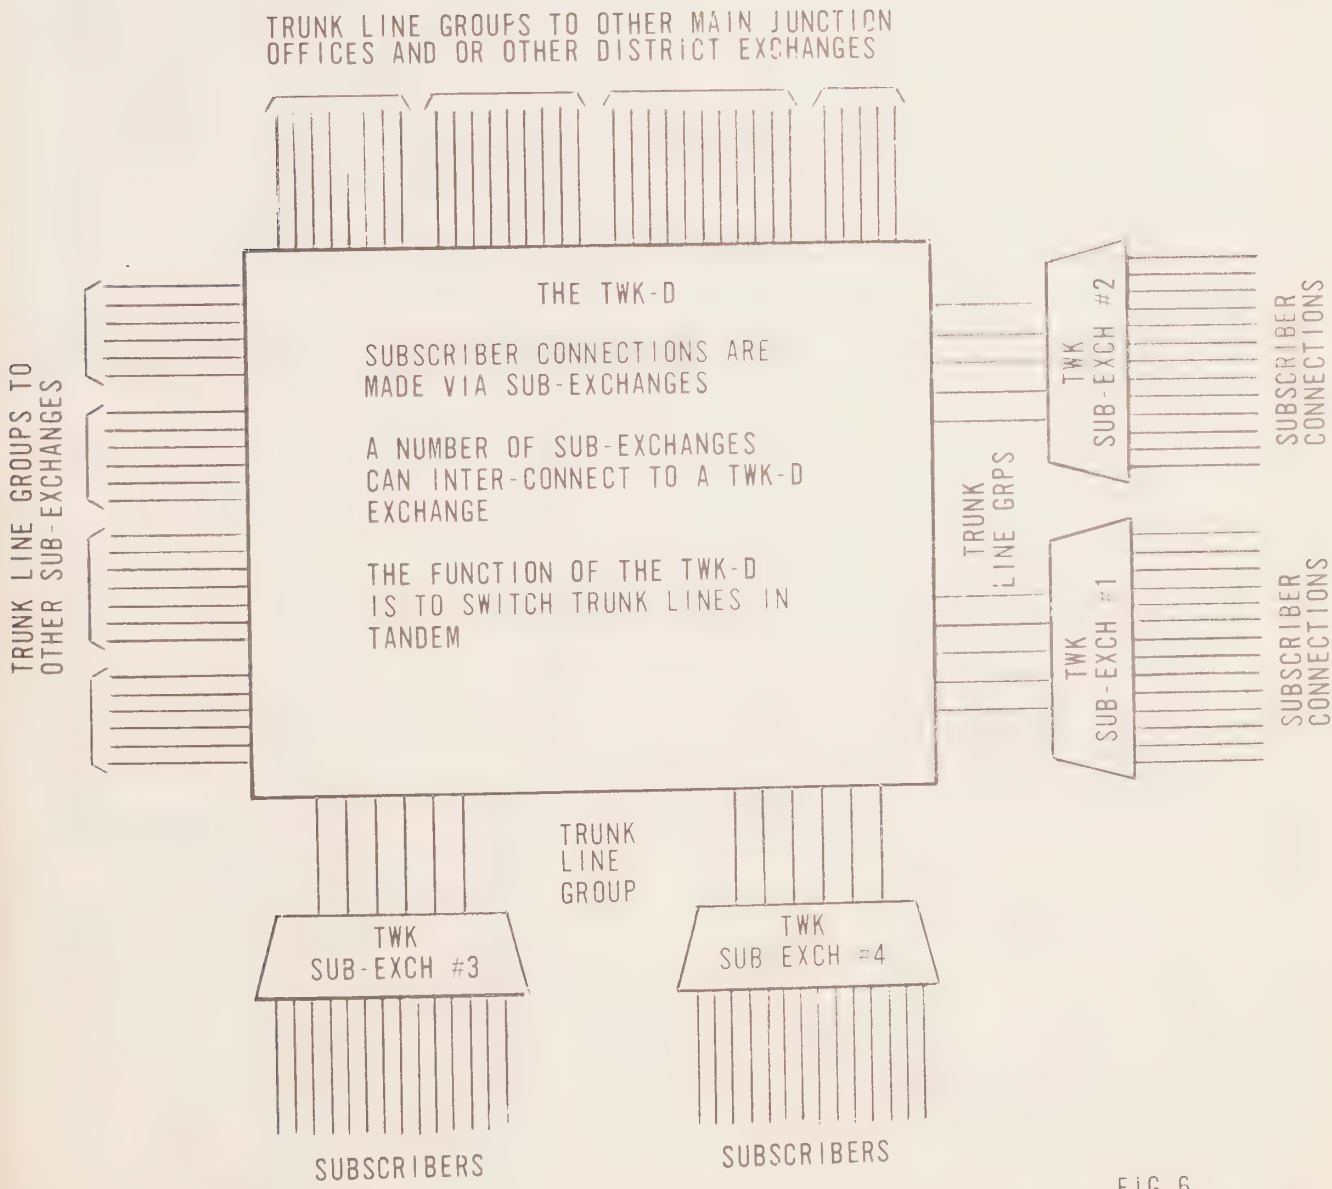 TRUNK LINE GROUPS TO OTHER MAIN JUNCTION
OFFICES AND OR OTHER DISTRICT EXCHANGES
TRUNK LINE GROUPS TO
OTHER SUB-EXCHANGES
THE TWK-D
SUBSCRIBER CONNECTIONS ARE
MADE VIA SUB-EXCHANGES
A NUMBER OF SUB-EXCHANGES
CAN INTER-CONNECT TO A TWK-D
EXCHANGE
THE FUNCTION OF THE TWK-D
IS TO SWITCH TRUNK LINES IN
TANDEM
TWK
SUB-EXCH #2
SUBSCRIBER
CONNECTIONS
TRUNK
LINE GRPS
TWK
SUB-EXCH #1
SUBSCRIBER
CONNECTIONS
TRUNK
LINE
GROUP
TWK
SUB-EXCH #3
TWK
SUB EXCH #4
SUBSCRIBERS
SUBSCRIBERS
FIG 6